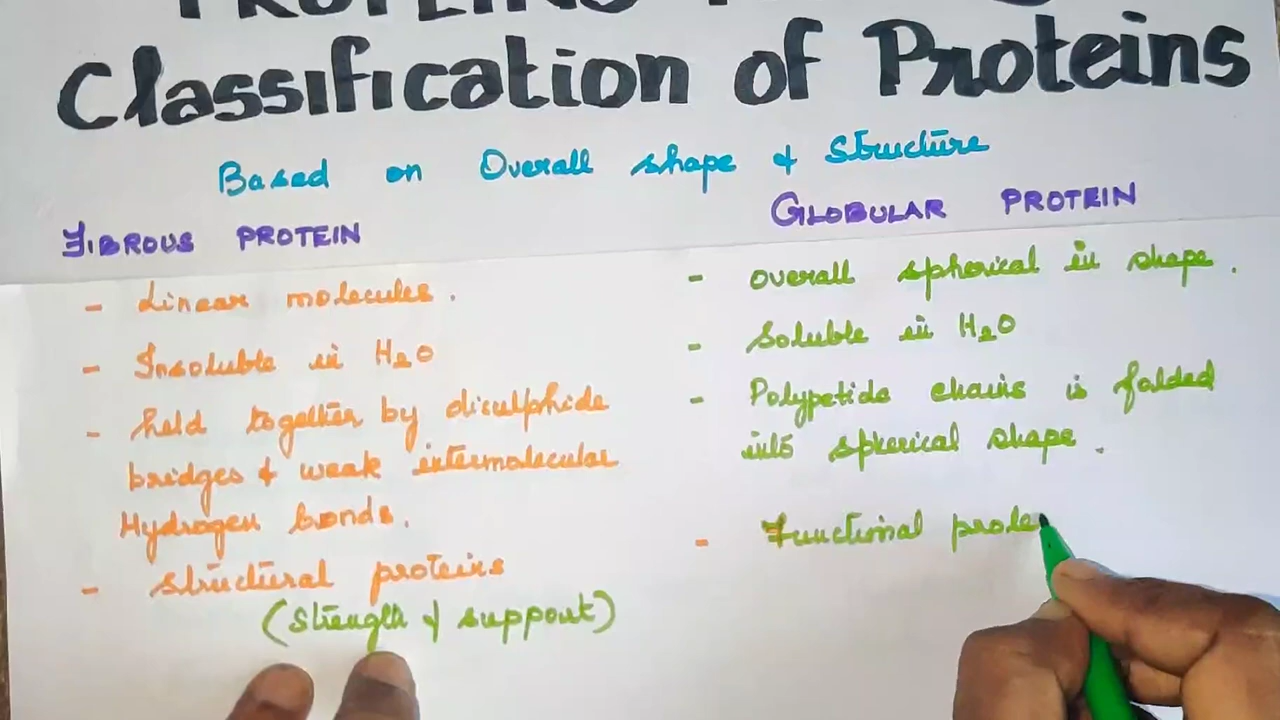 Classification of Proteins
Based on Overall shape & Structure
FIBROUS PROTEIN
- Linear molecules.
- Insoluble in H2O
- held together by disulphide
bridges & weak intermolecular
Hydrogen bonds.
- structural proteins
(Strength & support)
GLOBULAR PROTEIN
- overall spherical in shape.
- Soluble in H2O
- Polypetide chains is folded
into spherical shape.
- Functional prote